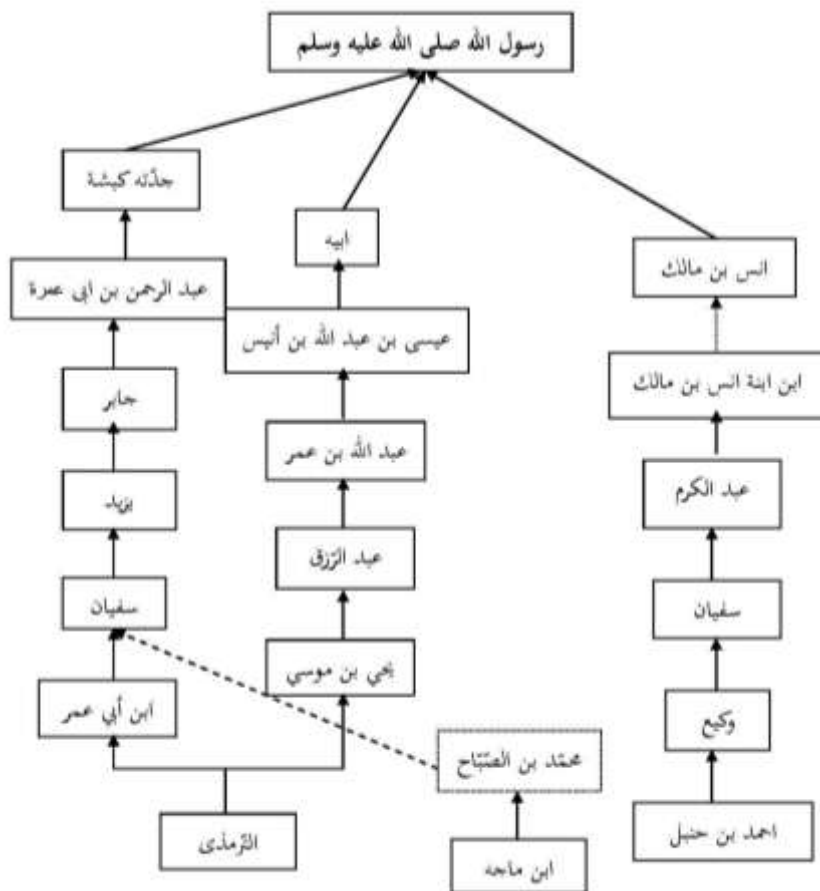 رسول الله صلى الله عليه وسلم
جدّته كبشة
ابيه
انس بن مالك
عبد الرحمن بن ابى عمرة
عيسى بن عبد الله بن أنيس
ابن ابنة انس بن مالك
جابر
عبد الله بن عمر
عبد الكرم
يزيد
عبد الرّزق
سفيان
سفيان
يحي بن موسي
ابن أبي عمر
وكيع
محمّد بن الصّبّاح
الترمذى
ابن ماجه
احمد بن حنبل